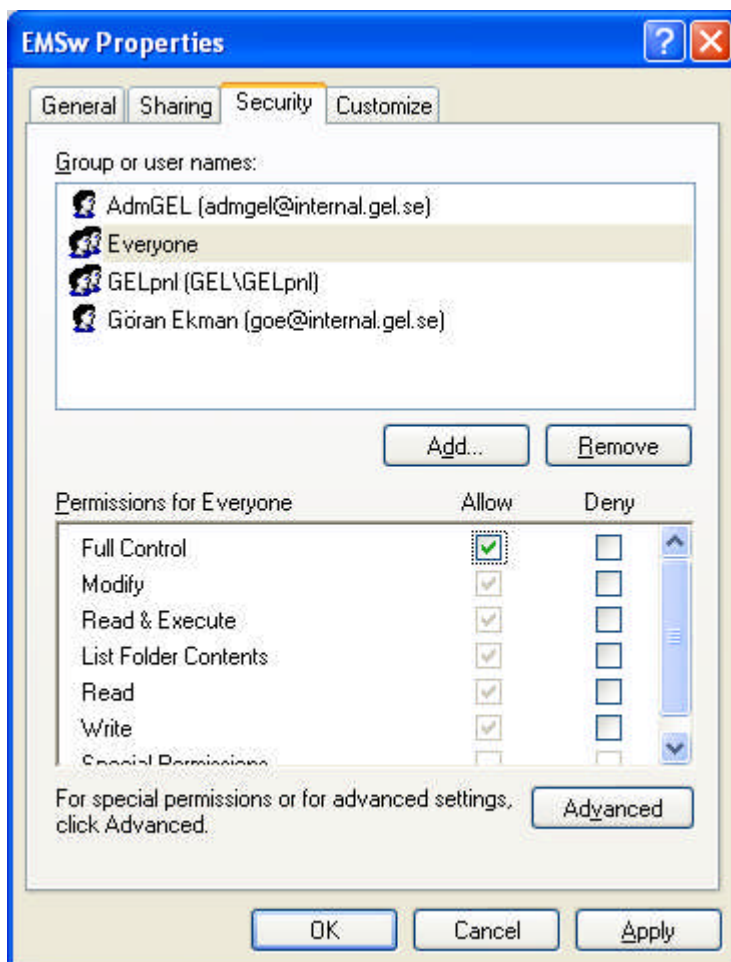 EMSw Properties
General Sharing Security Customize
Group or user names:
AdmGEL (admgel@internal.gel.se)
Everyone
GELpnl (GEL\GELpnl)
Göran Ekman (goe@internal.gel.se)
Add... Remove
Permissions for Everyone Allow Deny
Full Control
Modify
Read & Execute
List Folder Contents
Read
Write
Special Permissions
For special permissions or for advanced settings, click Advanced.
Advanced
OK Cancel Apply